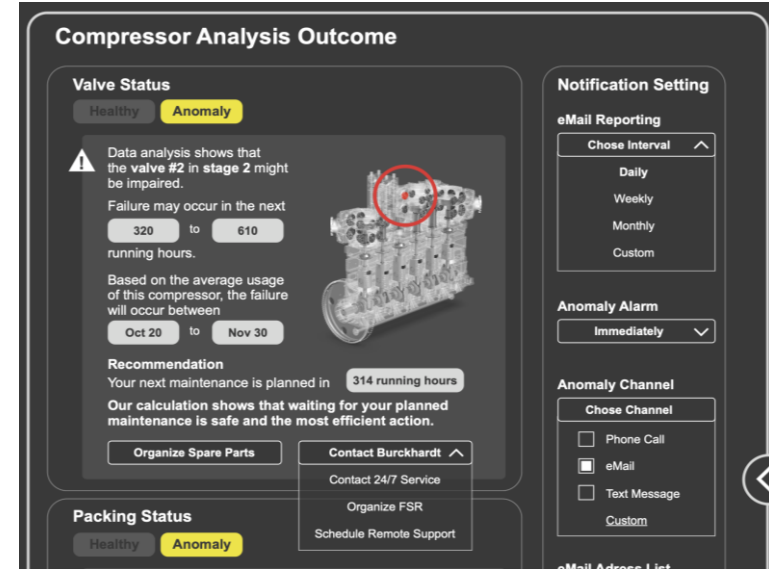 Compressor Analysis Outcome
Valve Status
Healthy
Anomaly
Data analysis shows that
the valve #2 in stage 2 might
be impaired.
Failure may occur in the next
320 to 610
running hours.
Based on the average usage
of this compressor, the failure
will occur between
Oct 20 to Nov 30
Recommendation
Your next maintenance is planned in 314 running hours
Our calculation shows that waiting for your planned
maintenance is safe and the most efficient action.
Organize Spare Parts
Contact Burckhardt
Contact 24/7 Service
Organize FSR
Schedule Remote Support
Packing Status
Healthy
Anomaly
Notification Setting
eMail Reporting
Chose Interval
Daily
Weekly
Monthly
Custom
Anomaly Alarm
Immediately
Anomaly Channel
Chose Channel
Phone Call
eMail
Text Message
Custom
eMail Adress List